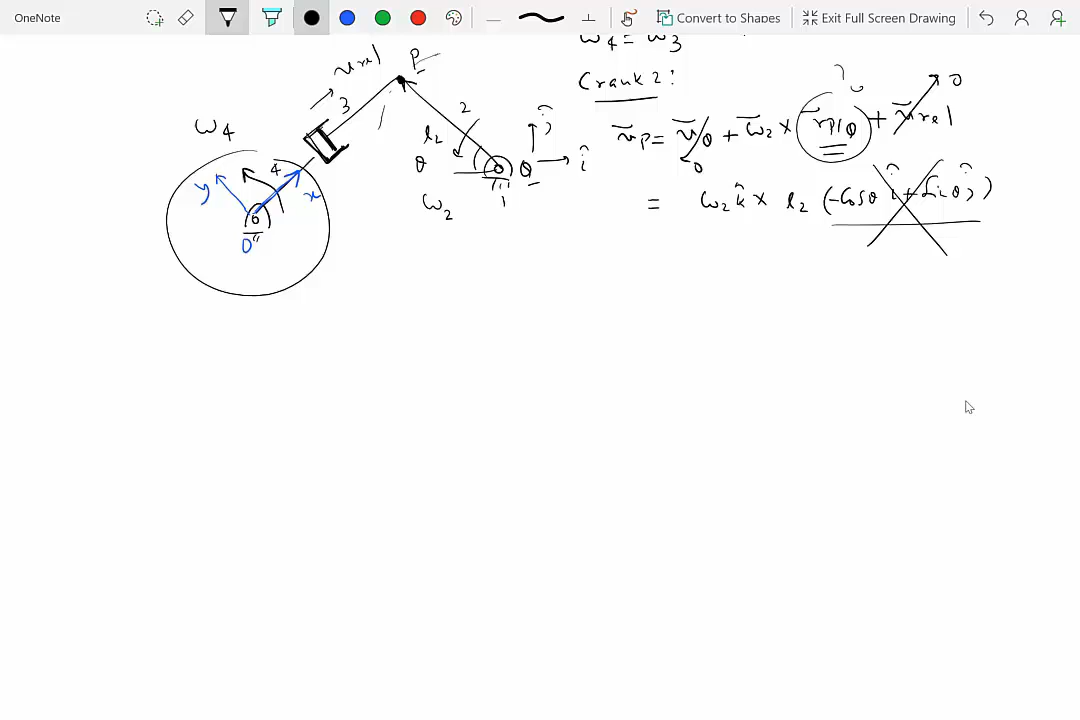 OneNote
Convert to Shapes
Exit Full Screen Drawing
ω4 = ω3
Crank 2:
v̄P = v̄Q + ω̄2 × r̄P/Q + v̄rel
0
0
= ω2 k̂ × l2 (-Cosθ î + Sinθ ĵ)
vrel
P
3
2
l2
θ
Q
ĵ
î
ω2
ω4
4
y
x
O